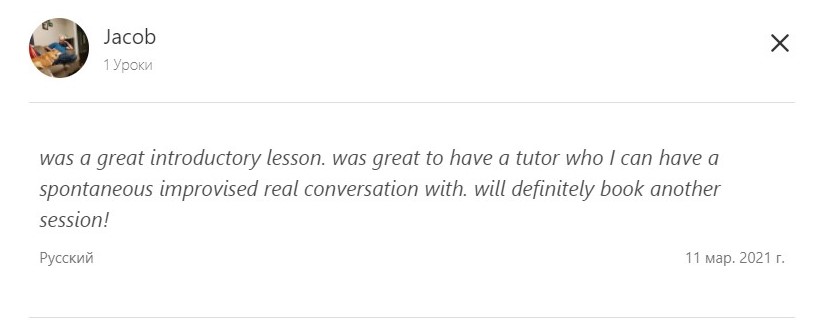 Jacob
1 Уроки
was a great introductory lesson. was great to have a tutor who I can have a
spontaneous improvised real conversation with. will definitely book another
session!
Русский
11 мар. 2021 г.